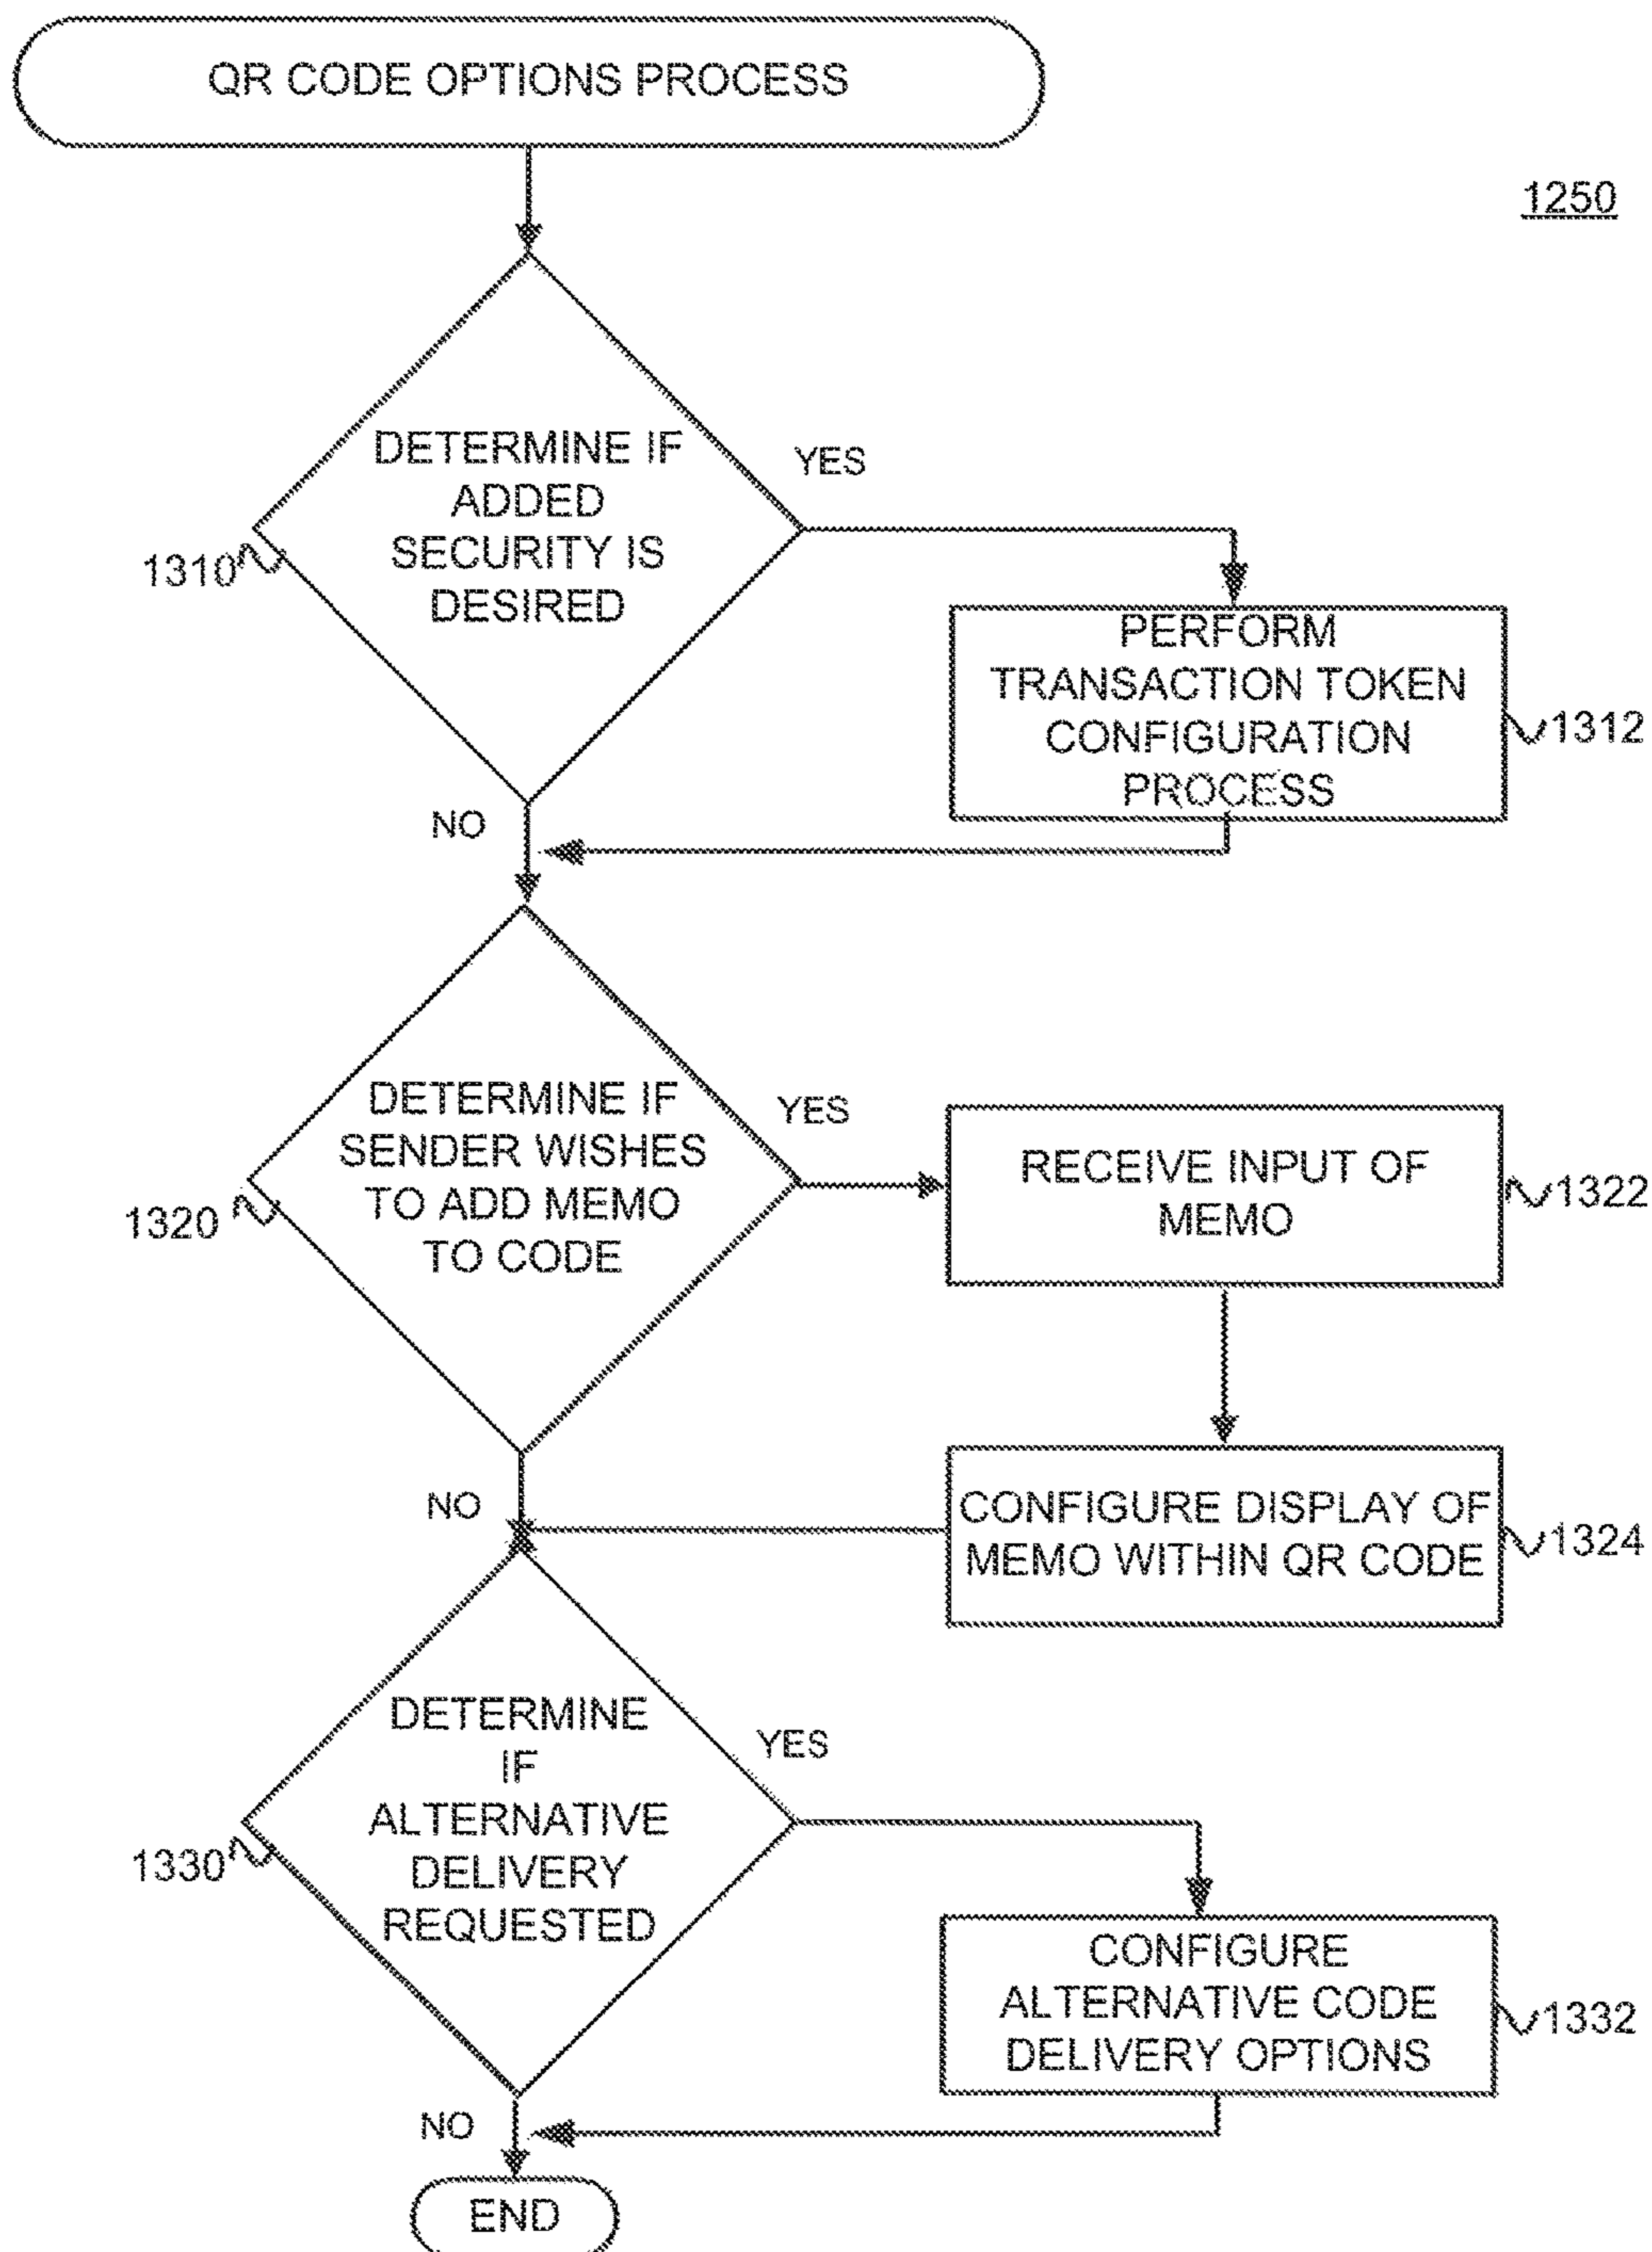 QR CODE OPTIONS PROCESS
1250
DETERMINE IF
ADDED
SECURITY IS
DESIRED
1310
YES
PERFORM
TRANSACTION TOKEN
CONFIGURATION
PROCESS
1312
NO
DETERMINE IF
SENDER WISHES
TO ADD MEMO
TO CODE
1320
YES
RECEIVE INPUT OF
MEMO
1322
NO
CONFIGURE DISPLAY OF
MEMO WITHIN QR CODE
1324
DETERMINE
IF
ALTERNATIVE
DELIVERY
REQUESTED
1330
YES
CONFIGURE
ALTERNATIVE CODE
DELIVERY OPTIONS
1332
NO
END